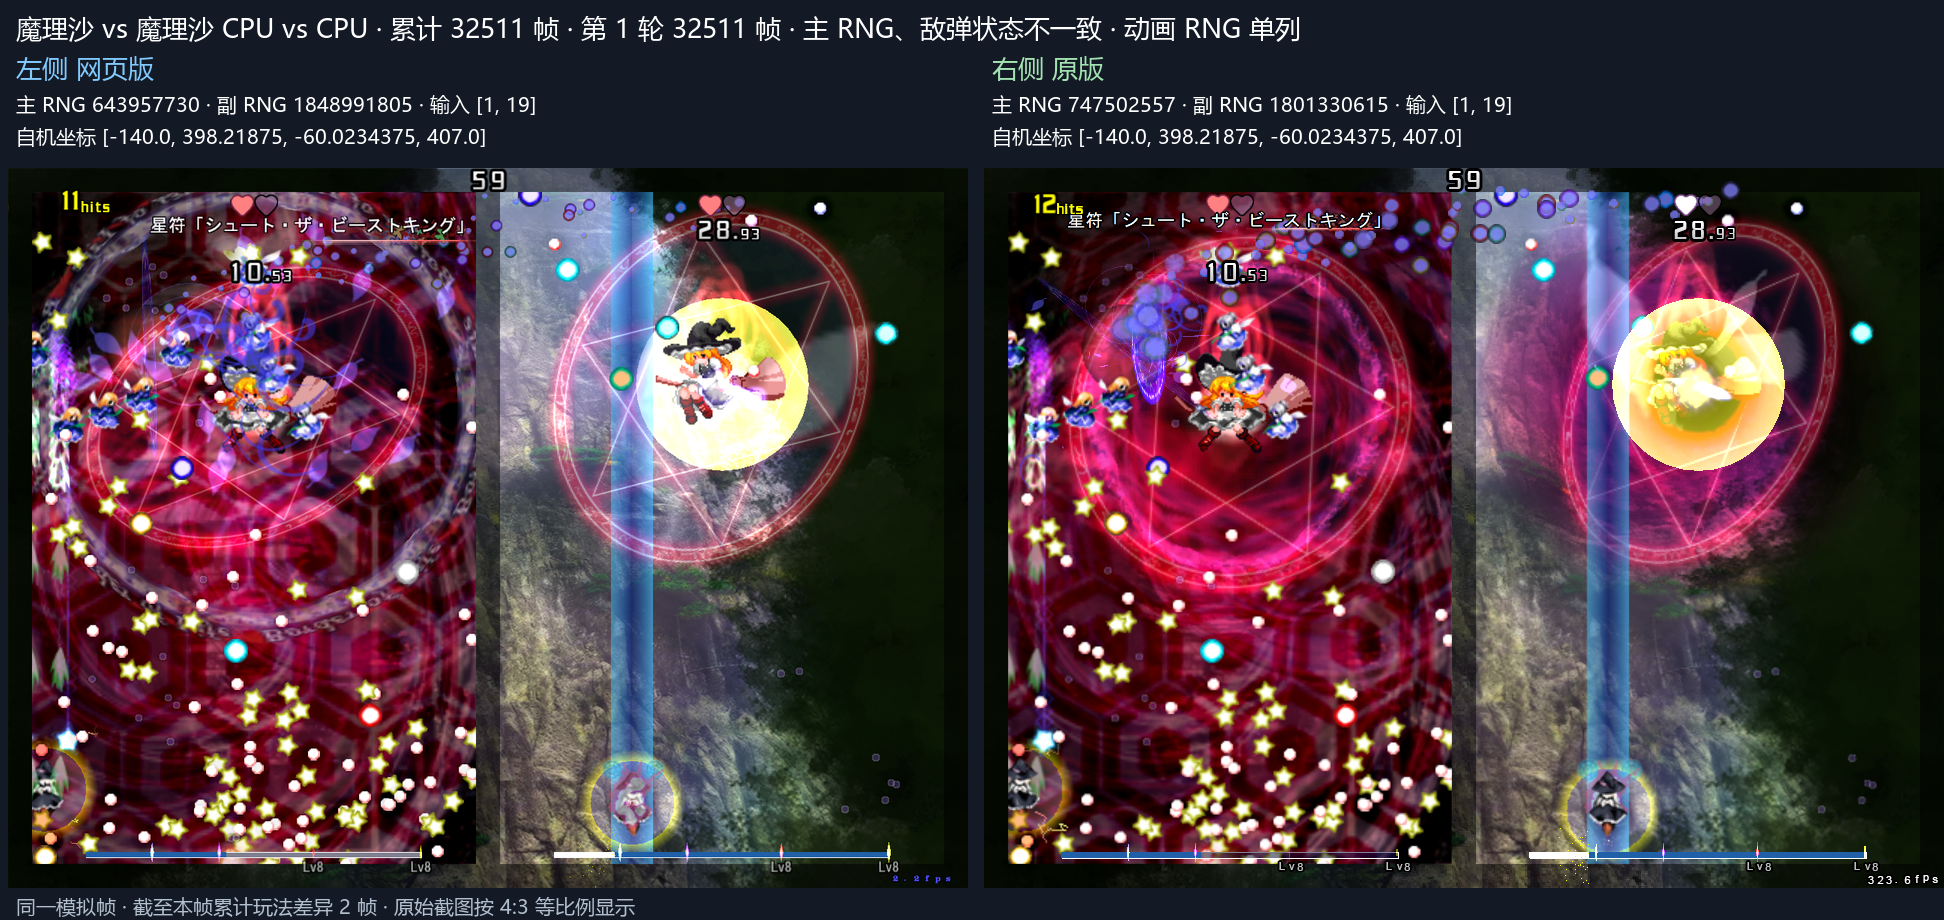 魔理沙 vs 魔理沙 CPU vs CPU · 累计 32511 帧 · 第 1 轮 32511 帧 · 主 RNG、敌弹状态不一致 · 动画 RNG 单列
左侧 网页版
主 RNG 643957730 · 副 RNG 1848991805 · 输入 [1, 19]
自机坐标 [-140.0, 398.21875, -60.0234375, 407.0]
59
11hits
星符「シュート・ザ・ビーストキング」
28.93
10.53
Lv8
Lv8
Lv8
Lv8
2.2fps
右侧 原版
主 RNG 747502557 · 副 RNG 1801330615 · 输入 [1, 19]
自机坐标 [-140.0, 398.21875, -60.0234375, 407.0]
59
12hits
星符「シュート・ザ・ビーストキング」
28.93
10.53
Lv8
Lv8
Lv8
Lv8
323.6fps
同一模拟帧 · 截至本帧累计玩法差异 2 帧 · 原始截图按 4:3 等比例显示